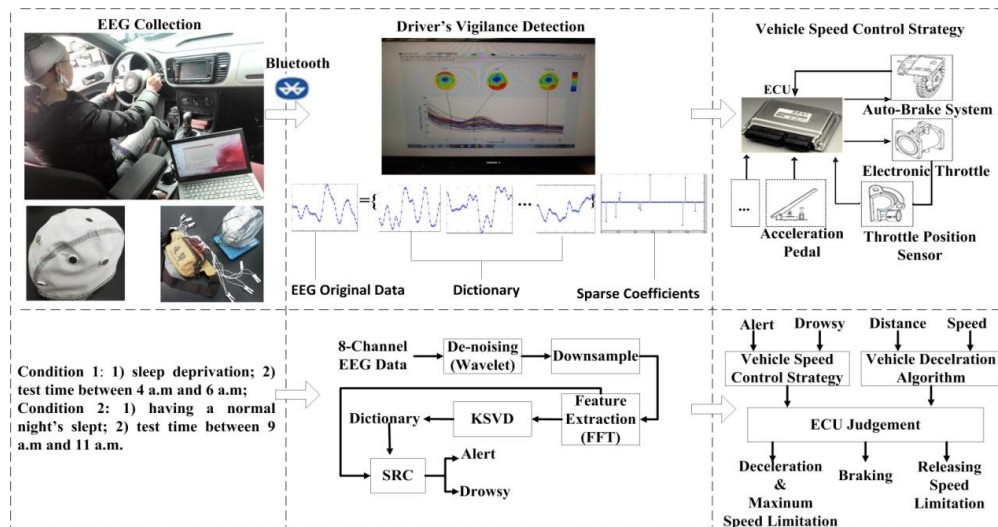 EEG Collection
Bluetooth
Driver's Vigilance Detection
=
{
...
}
EEG Original Data
Dictionary
Sparse Coefficients
Vehicle Speed Control Strategy
ECU
Auto-Brake System
Electronic Throttle
...
Acceleration
Pedal
Throttle Position
Sensor
Condition 1: 1) sleep deprivation; 2)
test time between 4 a.m and 6 a.m;
Condition 2: 1) having a normal
night's slept; 2) test time between 9
a.m and 11 a.m.
8-Channel
EEG Data
De-noising
(Wavelet)
Downsample
Feature
Extraction
(FFT)
KSVD
Dictionary
SRC
Alert
Drowsy
Alert
Drowsy
Distance
Speed
Vehicle Speed
Control Strategy
Vehicle Decelration
Algorithm
ECU Judgement
Deceleration
&
Maxinum
Speed Limitation
Braking
Releasing
Speed
Limitation